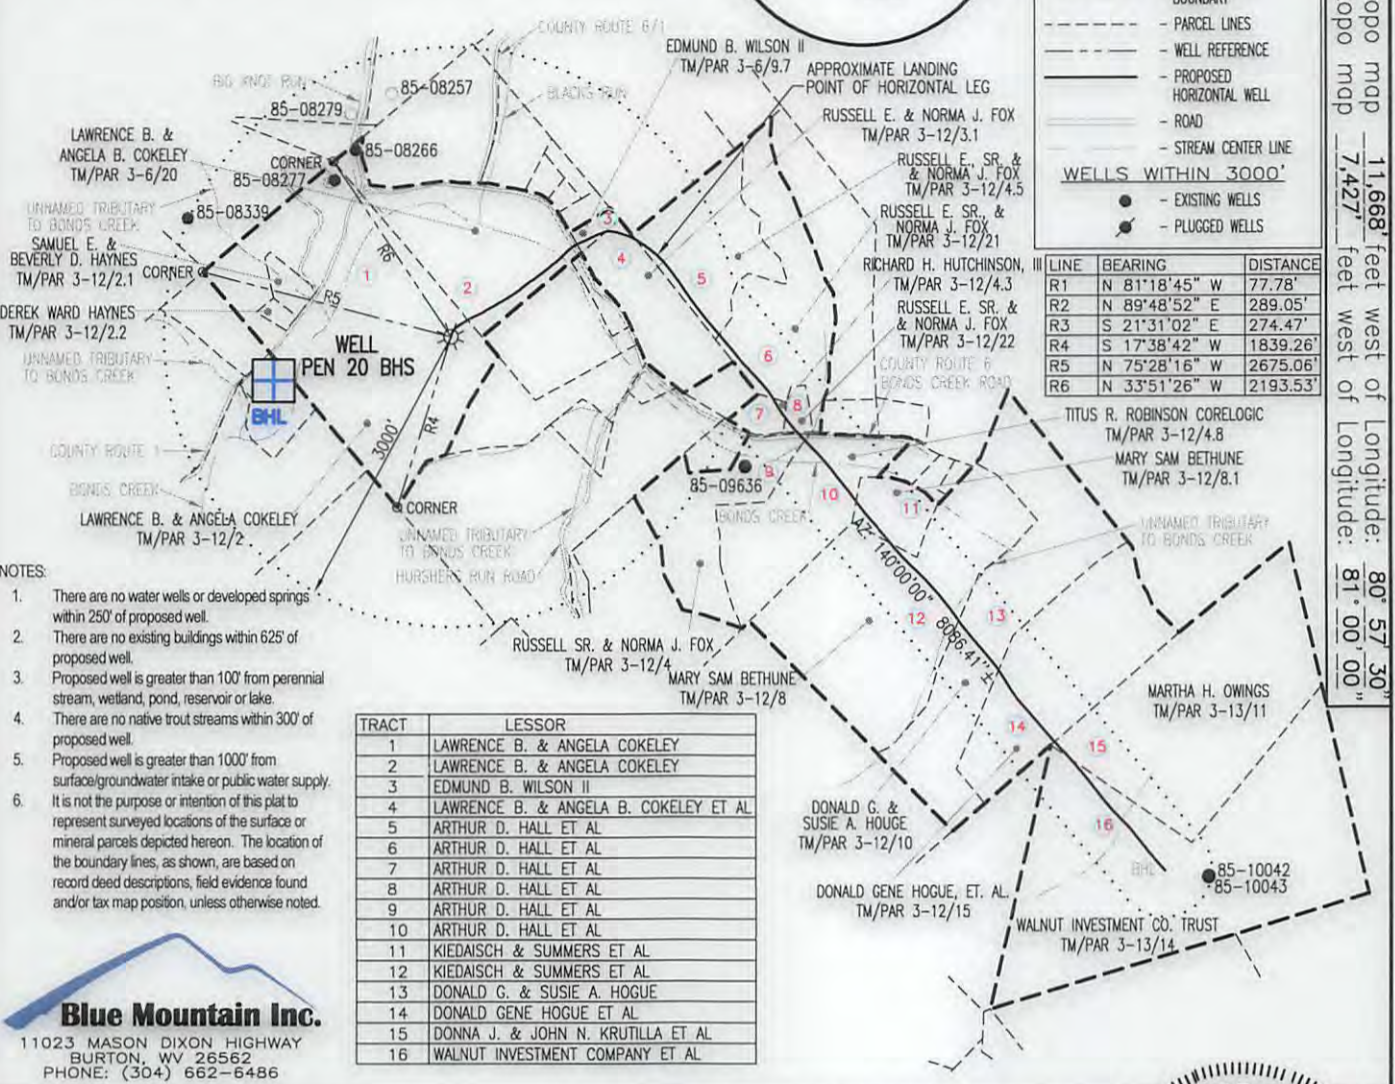 COUNTY ROUTE 6/1
BIG KNOT RUN
85-08257
85-08279
BLACKS RUN
EDMUND B. WILSON II
TM/PAR 3-6/9.7
APPROXIMATE LANDING
POINT OF HORIZONTAL LEG
RUSSELL E. & NORMA J. FOX
TM/PAR 3-12/3.1
RUSSELL E., SR. &
& NORMA J. FOX
TM/PAR 3-12/4.5
RUSSELL E. SR., &
NORMA J. FOX
TM/PAR 3-12/21
RICHARD H. HUTCHINSON, III
TM/PAR 3-12/4.3
RUSSELL E. SR. &
& NORMA J. FOX
TM/PAR 3-12/22
COUNTY ROUTE 6
BONDS CREEK ROAD
LAWRENCE B. &
ANGELA B. COKELEY
TM/PAR 3-6/20
CORNER
85-08266
85-08277
85-08339
UNNAMED TRIBUTARY
TO BONDS CREEK
SAMUEL E. &
BEVERLY D. HAYNES
TM/PAR 3-12/2.1
CORNER
DEREK WARD HAYNES
TM/PAR 3-12/2.2
UNNAMED TRIBUTARY
TO BONDS CREEK
R6
R5
WELL
PEN 20 BHS
BHL
3000'
R4
COUNTY ROUTE 1
BONDS CREEK
LAWRENCE B. & ANGELA COKELEY
TM/PAR 3-12/2
CORNER
UNNAMED TRIBUTARY
TO BONDS CREEK
HURSHERS RUN ROAD
1
2
3
4
5
6
7
8
9
10
11
12
13
14
15
16
85-09636
BONDS CREEK
AZ- 140°00'00" 8086.41'±
TITUS R. ROBINSON CORELOGIC
TM/PAR 3-12/4.8
MARY SAM BETHUNE
TM/PAR 3-12/8.1
UNNAMED TRIBUTARY
TO BONDS CREEK
RUSSELL SR. & NORMA J. FOX
TM/PAR 3-12/4
MARY SAM BETHUNE
TM/PAR 3-12/8
MARTHA H. OWINGS
TM/PAR 3-13/11
DONALD G. &
SUSIE A. HOUGE
TM/PAR 3-12/10
DONALD GENE HOGUE, ET. AL.
TM/PAR 3-12/15
BHL
85-10042
85-10043
WALNUT INVESTMENT CO. TRUST
TM/PAR 3-13/14
BOUNDARY
- PARCEL LINES
- WELL REFERENCE
- PROPOSED
HORIZONTAL WELL
- ROAD
- STREAM CENTER LINE
WELLS WITHIN 3000'
- EXISTING WELLS
- PLUGGED WELLS
LINE BEARING DISTANCE
R1 N 81°18'45" W 77.78'
R2 N 89°48'52" E 289.05'
R3 S 21°31'02" E 274.47'
R4 S 17°38'42" W 1839.26'
R5 N 75°28'16" W 2675.06'
R6 N 33°51'26" W 2193.53'
topo map 11,668' feet west of Longitude: 80° 57' 30"
topo map 7,427' feet west of Longitude: 81° 00' 00"
NOTES:
1. There are no water wells or developed springs
within 250' of proposed well.
2. There are no existing buildings within 625' of
proposed well.
3. Proposed well is greater than 100' from perennial
stream, wetland, pond, reservoir or lake.
4. There are no native trout streams within 300' of
proposed well.
5. Proposed well is greater than 1000' from
surface/groundwater intake or public water supply.
6. It is not the purpose or intention of this plat to
represent surveyed locations of the surface or
mineral parcels depicted hereon. The location of
the boundary lines, as shown, are based on
record deed descriptions, field evidence found
and/or tax map position, unless otherwise noted.
TRACT LESSOR
1 LAWRENCE B. & ANGELA COKELEY
2 LAWRENCE B. & ANGELA COKELEY
3 EDMUND B. WILSON II
4 LAWRENCE B. & ANGELA B. COKELEY ET AL
5 ARTHUR D. HALL ET AL
6 ARTHUR D. HALL ET AL
7 ARTHUR D. HALL ET AL
8 ARTHUR D. HALL ET AL
9 ARTHUR D. HALL ET AL
10 ARTHUR D. HALL ET AL
11 KIEDAISCH & SUMMERS ET AL
12 KIEDAISCH & SUMMERS ET AL
13 DONALD G. & SUSIE A. HOGUE
14 DONALD GENE HOGUE ET AL
15 DONNA J. & JOHN N. KRUTILLA ET AL
16 WALNUT INVESTMENT COMPANY ET AL
Blue Mountain Inc.
11023 MASON DIXON HIGHWAY
BURTON, WV 26562
PHONE: (304) 662-6486